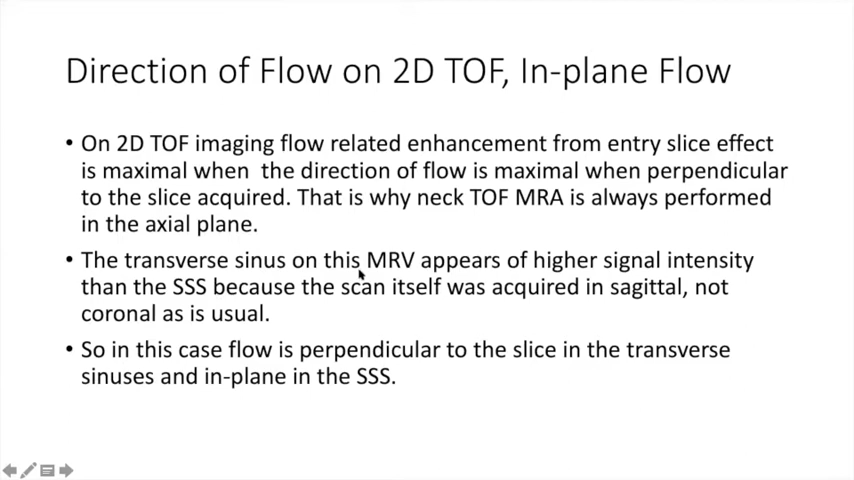 Direction of Flow on 2D TOF, In-plane Flow
• On 2D TOF imaging flow related enhancement from entry slice effect
is maximal when the direction of flow is maximal when perpendicular
to the slice acquired. That is why neck TOF MRA is always performed
in the axial plane.
• The transverse sinus on this MRV appears of higher signal intensity
than the SSS because the scan itself was acquired in sagittal, not
coronal as is usual.
• So in this case flow is perpendicular to the slice in the transverse
sinuses and in-plane in the SSS.